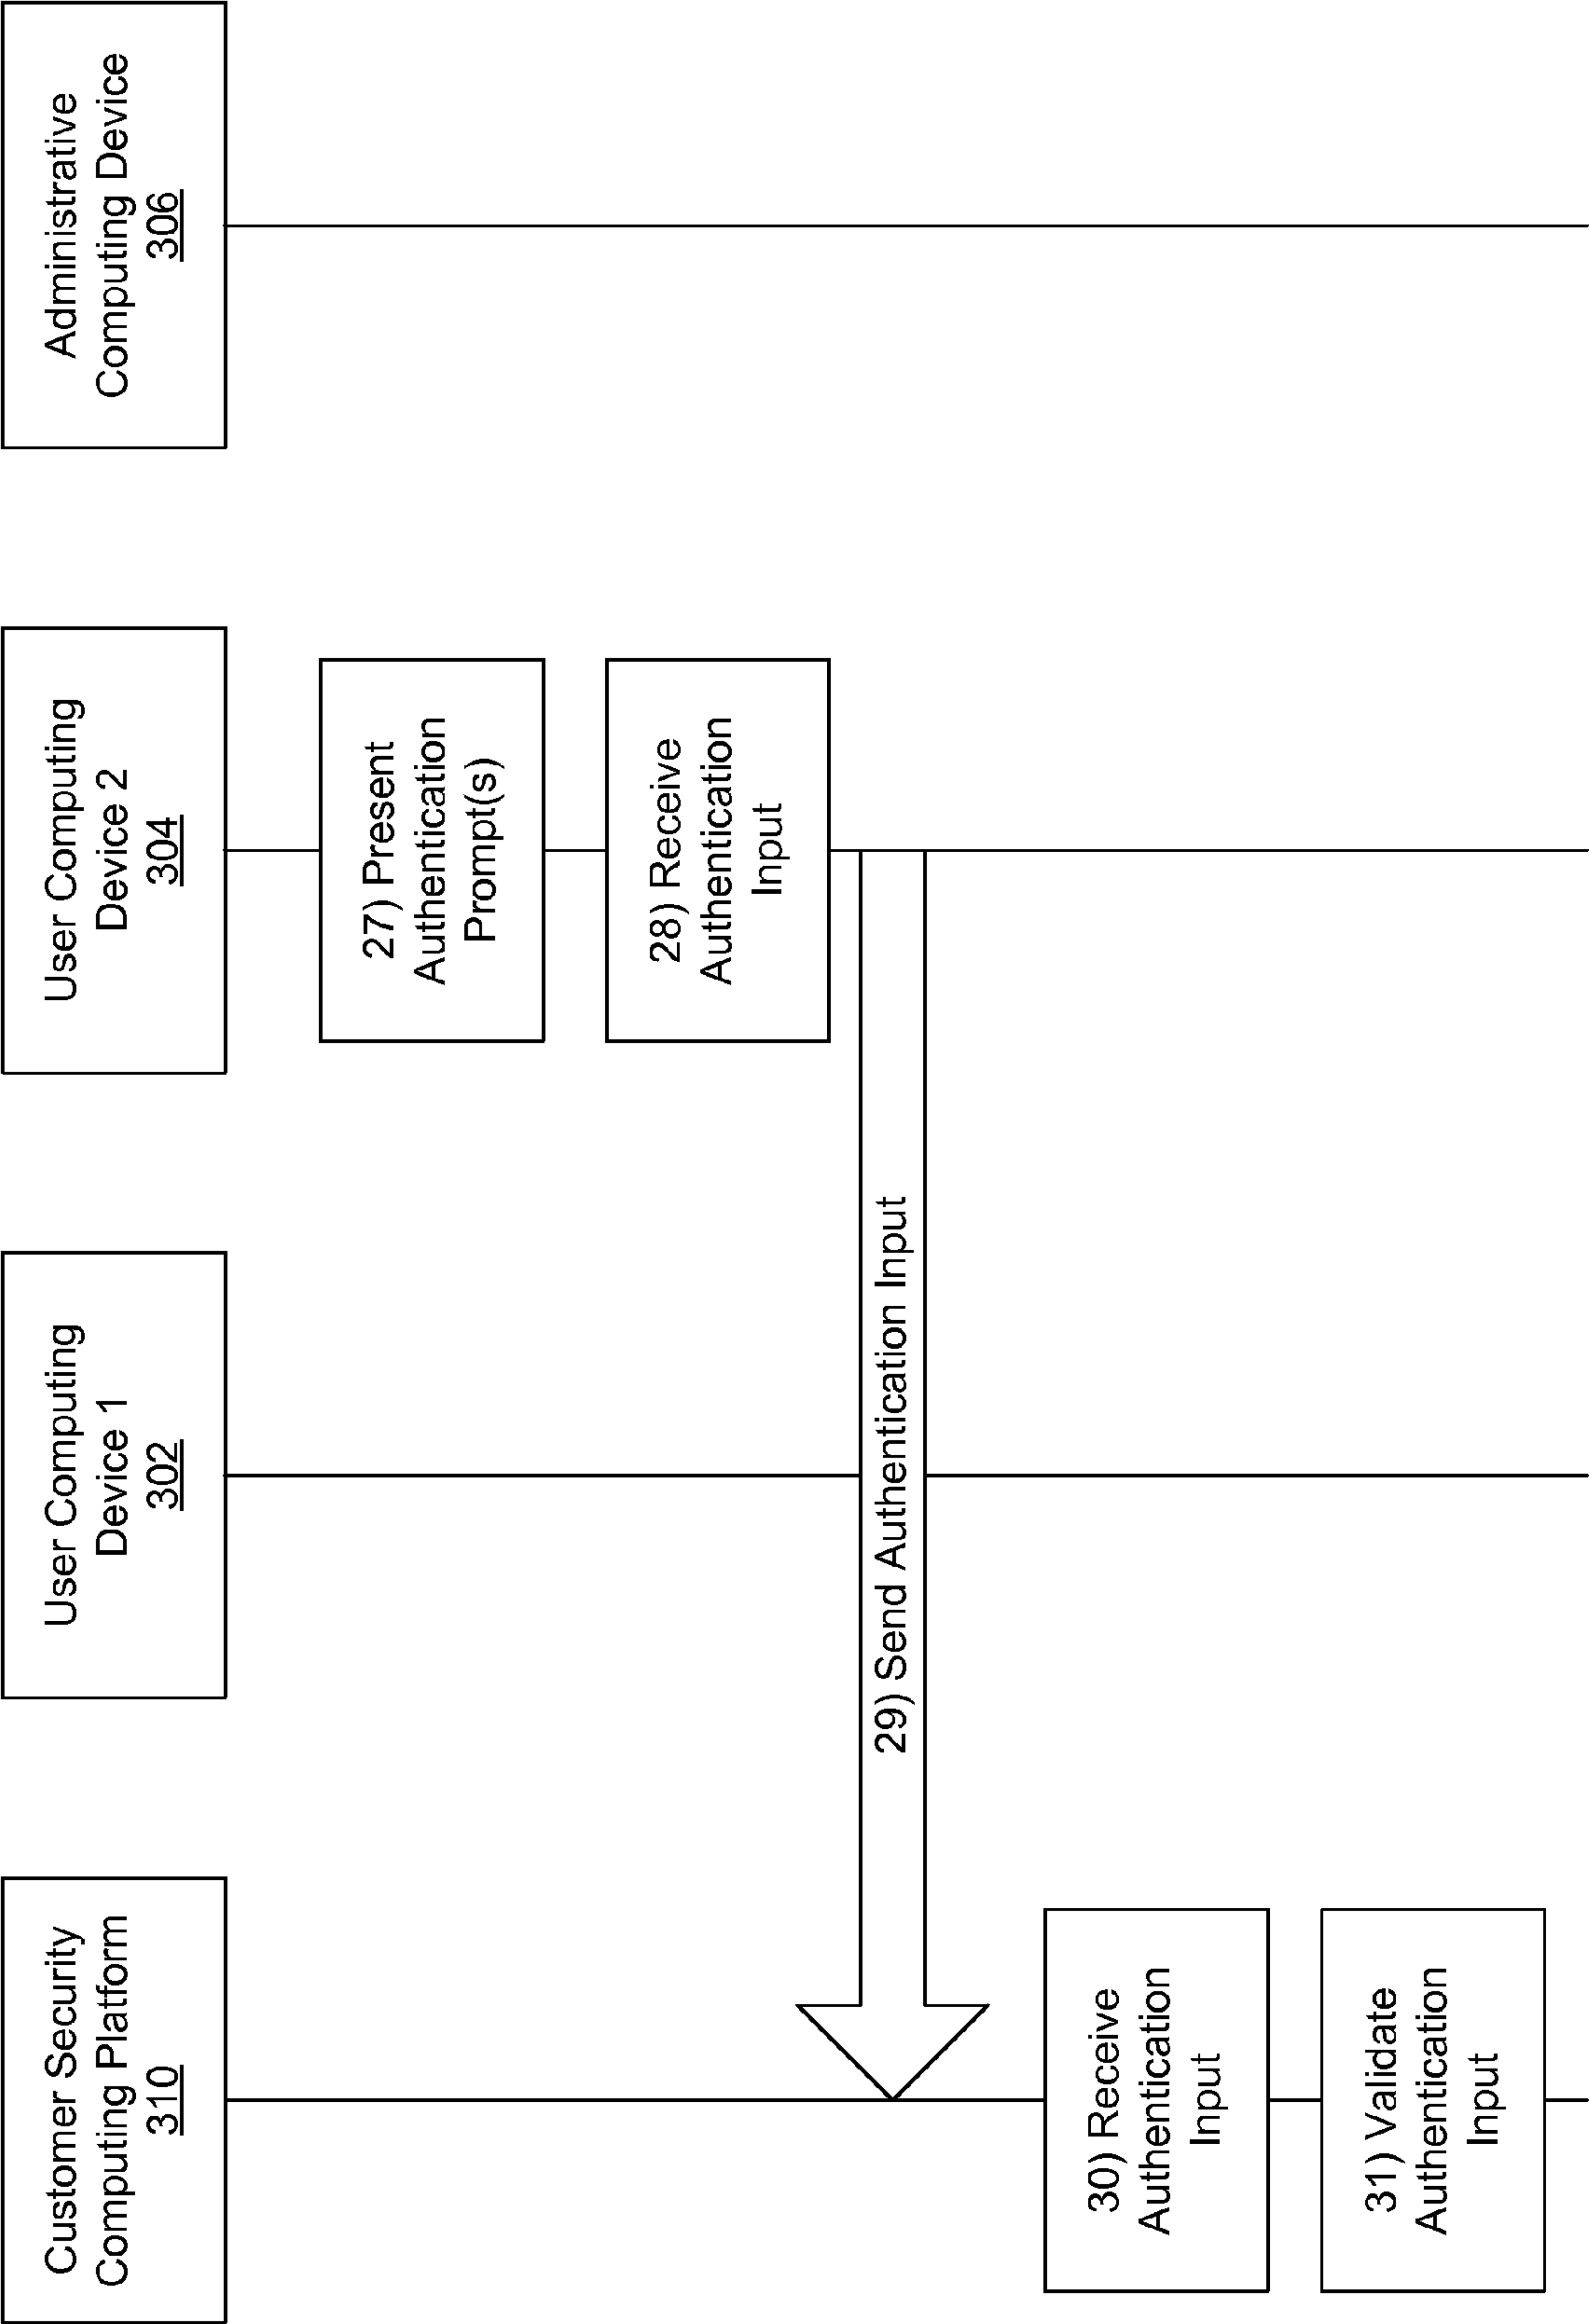 Customer Security
Computing Platform
310
User Computing
Device 1
302
User Computing
Device 2
304
Administrative
Computing Device
306
27) Present
Authentication
Prompt(s)
28) Receive
Authentication
Input
29) Send Authentication Input
30) Receive
Authentication
Input
31) Validate
Authentication
Input